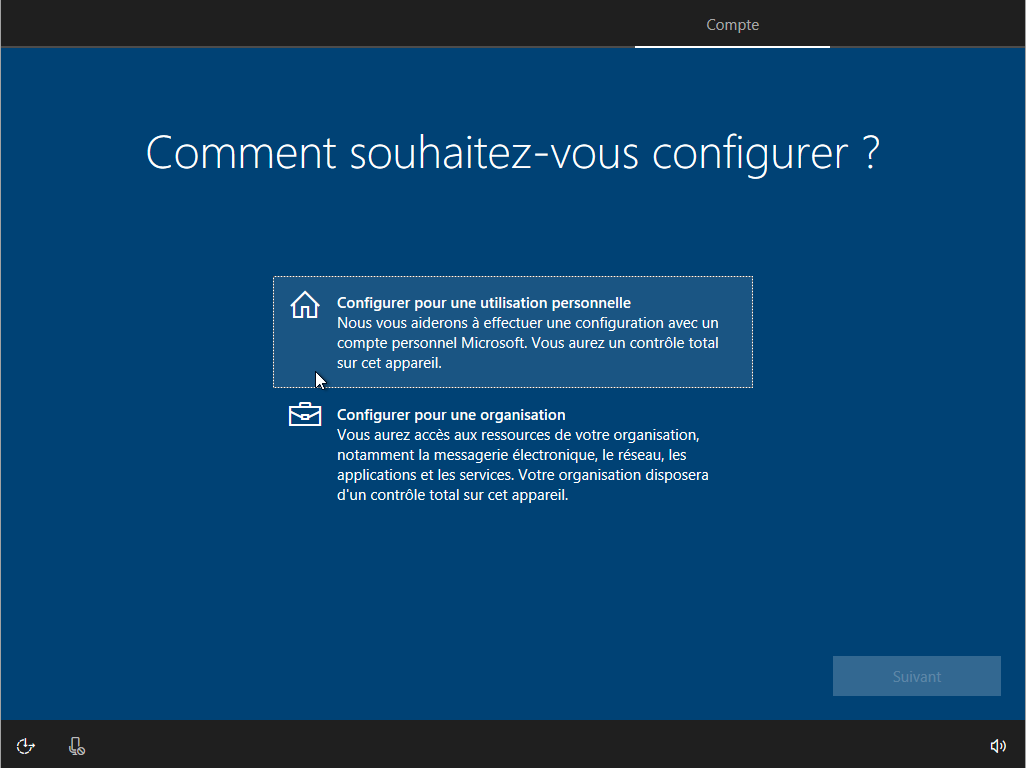 Compte
Comment souhaitez-vous configurer ?
Configurer pour une utilisation personnelle
Nous vous aiderons à effectuer une configuration avec un
compte personnel Microsoft. Vous aurez un contrôle total
sur cet appareil.
Configurer pour une organisation
Vous aurez accès aux ressources de votre organisation,
notamment la messagerie électronique, le réseau, les
applications et les services. Votre organisation disposera
d'un contrôle total sur cet appareil.
Suivant